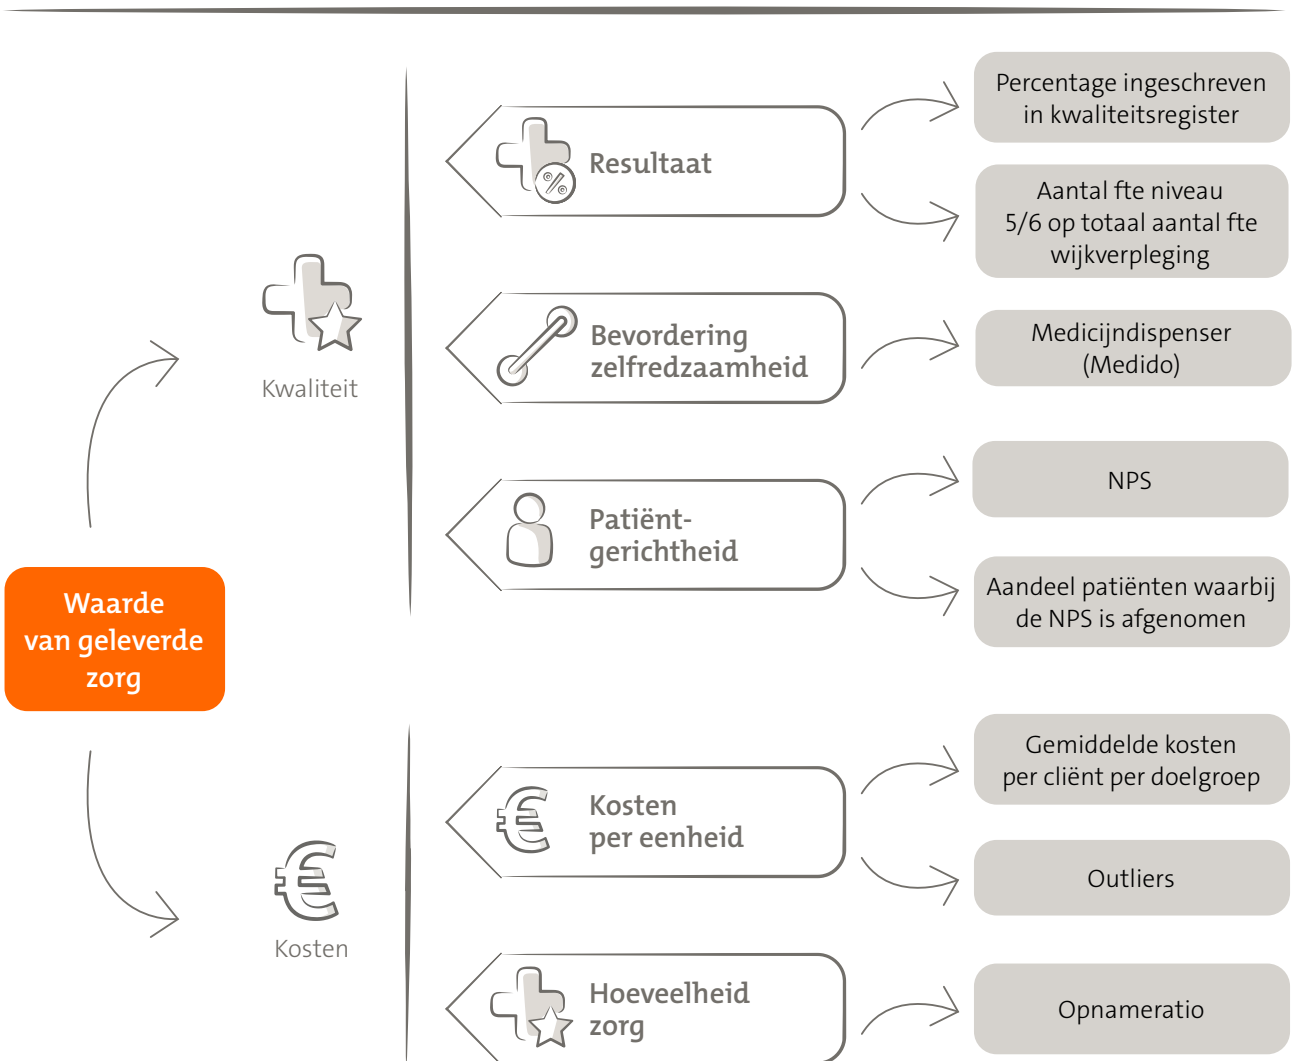 Waarde
van geleverde
zorg
Kwaliteit
Resultaat
Percentage ingeschreven
in kwaliteitsregister
Aantal fte niveau
5/6 op totaal aantal fte
wijkverpleging
Bevordering
zelfredzaamheid
Medicijndispenser
(Medido)
Patiënt-
gerichtheid
NPS
Aandeel patiënten waarbij
de NPS is afgenomen
Kosten
Kosten
per eenheid
Gemiddelde kosten
per cliënt per doelgroep
Outliers
Hoeveelheid
zorg
Opnameratio